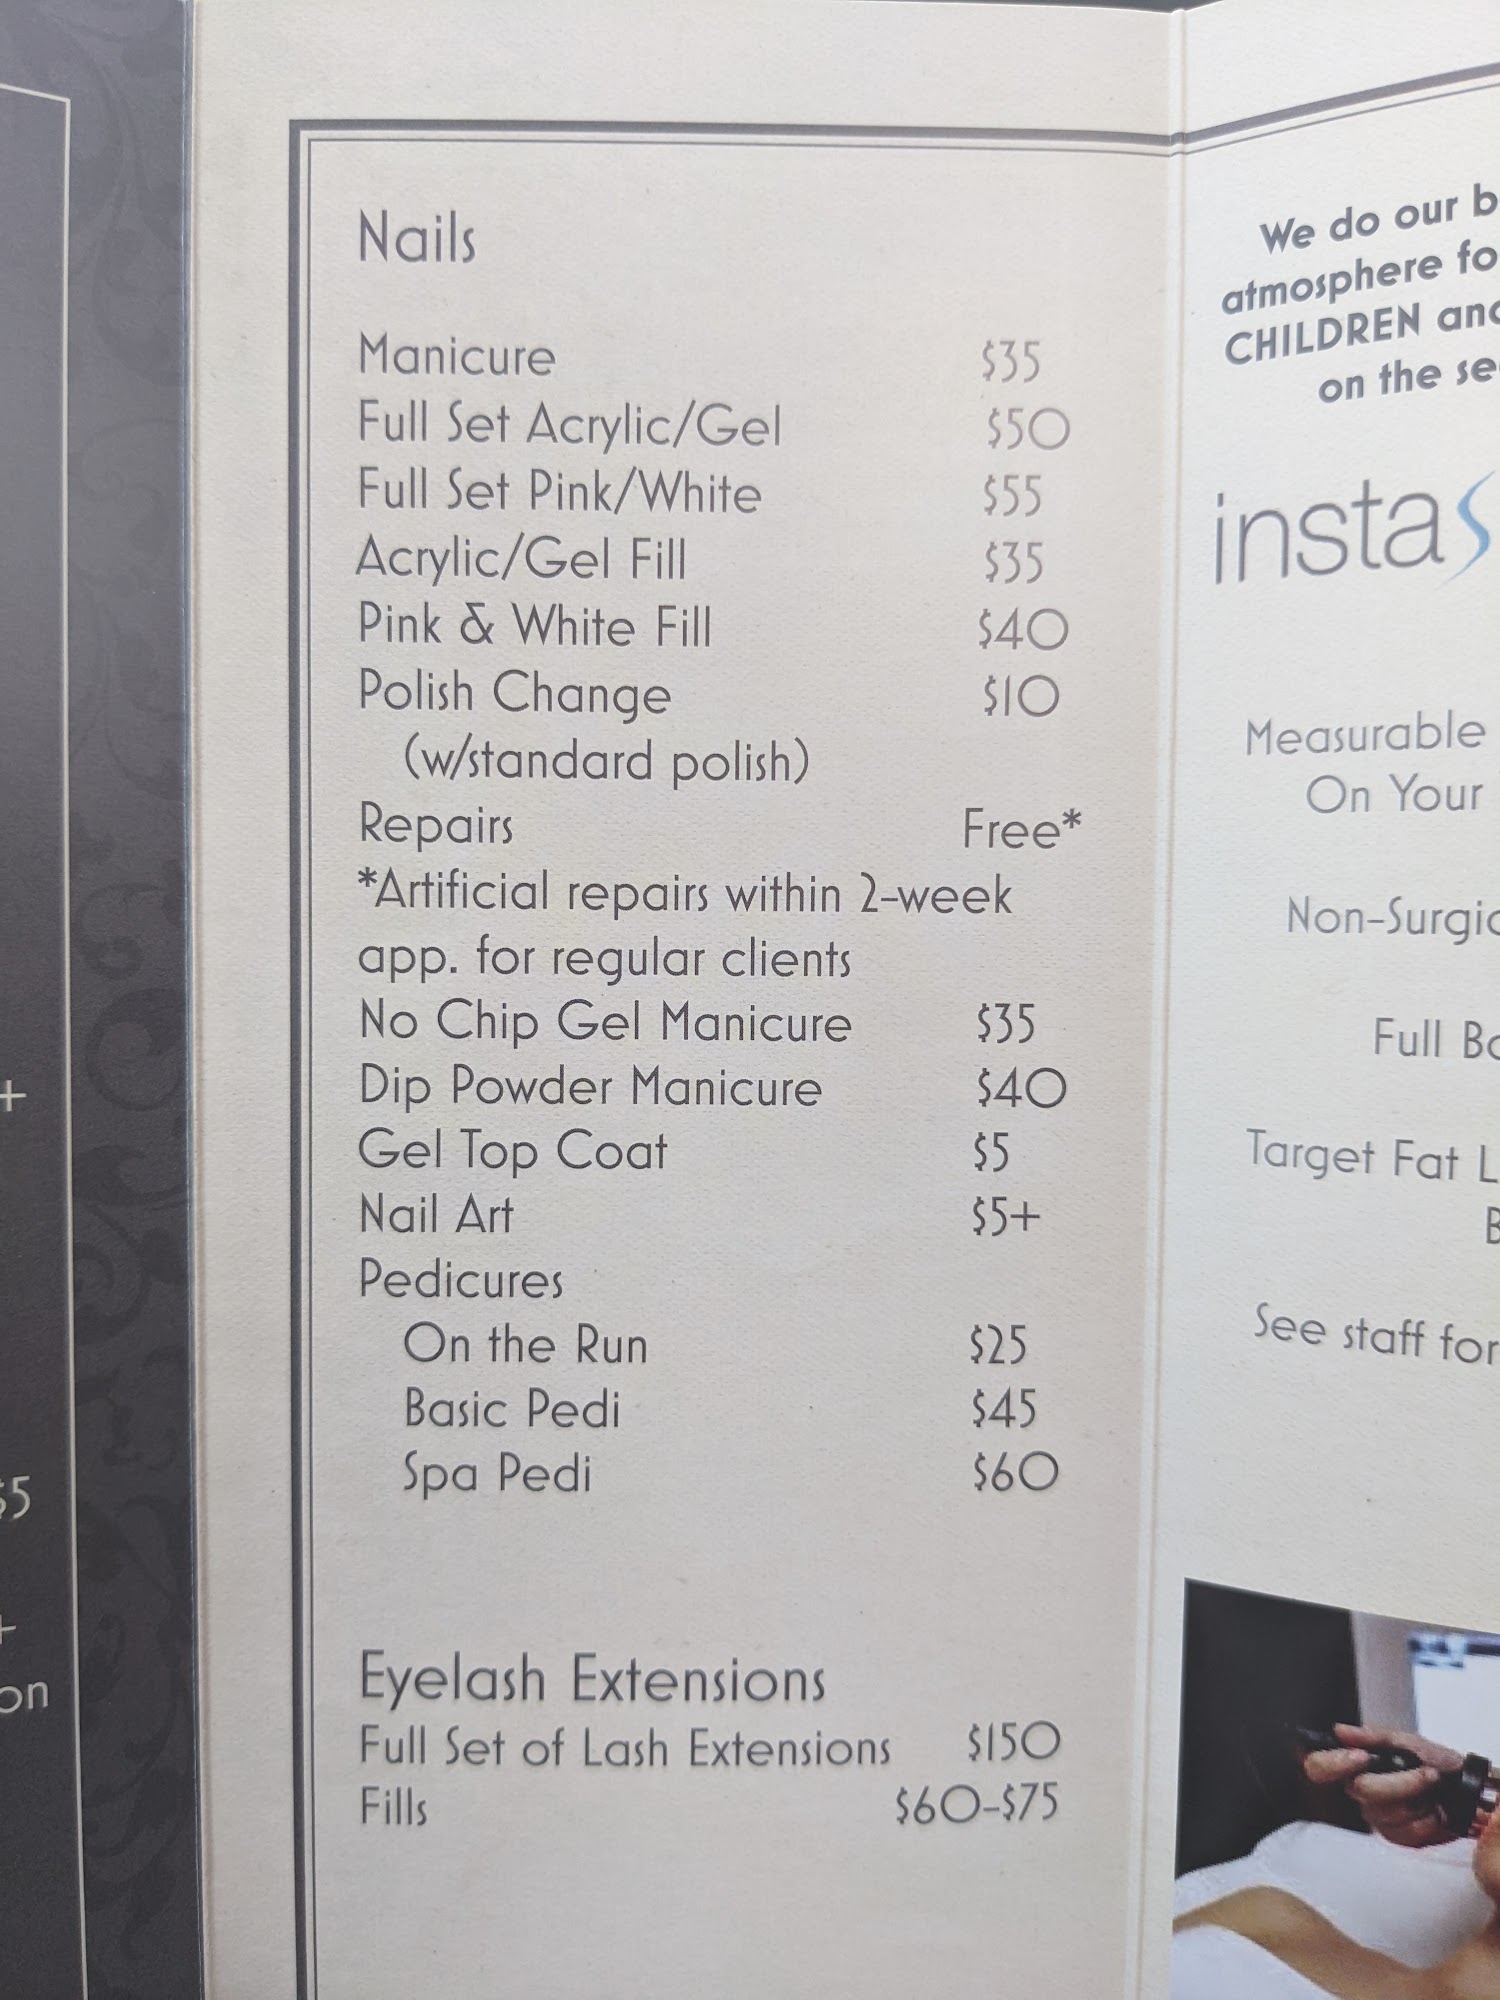 Nails
Manicure $35
Full Set Acrylic/Gel $50
Full Set Pink/White $55
Acrylic/Gel Fill $35
Pink & White Fill $40
Polish Change $10
(w/standard polish)
Repairs Free*
*Artificial repairs within 2-week
app. for regular clients
No Chip Gel Manicure $35
Dip Powder Manicure $40
Gel Top Coat $5
Nail Art $5+
Pedicures
On the Run $25
Basic Pedi $45
Spa Pedi $60
Eyelash Extensions
Full Set of Lash Extensions $150
Fills $60-$75
We do our
atmosphere
CHILDREN
on the
insta
Measurable
On Your
Full
Target Fat
See staff for
+
$5
+